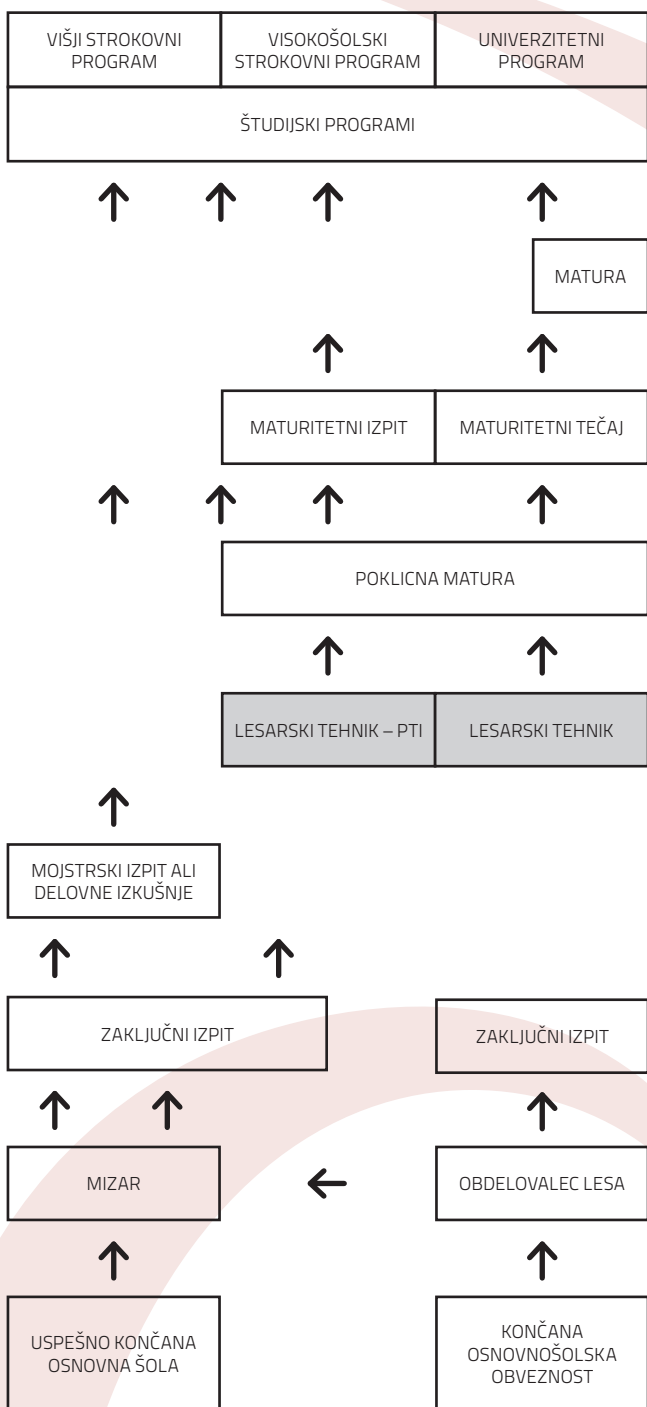 VIŠJI STROKOVNI
PROGRAM
VISOKOŠOLSKI
STROKOVNI PROGRAM
UNIVERZITETNI
PROGRAM
ŠTUDIJSKI PROGRAMI
MATURA
MATURITETNI IZPIT
MATURITETNI TEČAJ
POKLICNA MATURA
LESARSKI TEHNIK – PTI
LESARSKI TEHNIK
MOJSTRSKI IZPIT ALI
DELOVNE IZKUŠNJE
ZAKLJUČNI IZPIT
ZAKLJUČNI IZPIT
MIZAR
OBDELOVALEC LESA
USPEŠNO KONČANA
OSNOVNA ŠOLA
KONČANA
OSNOVNOŠOLSKA
OBVEZNOST